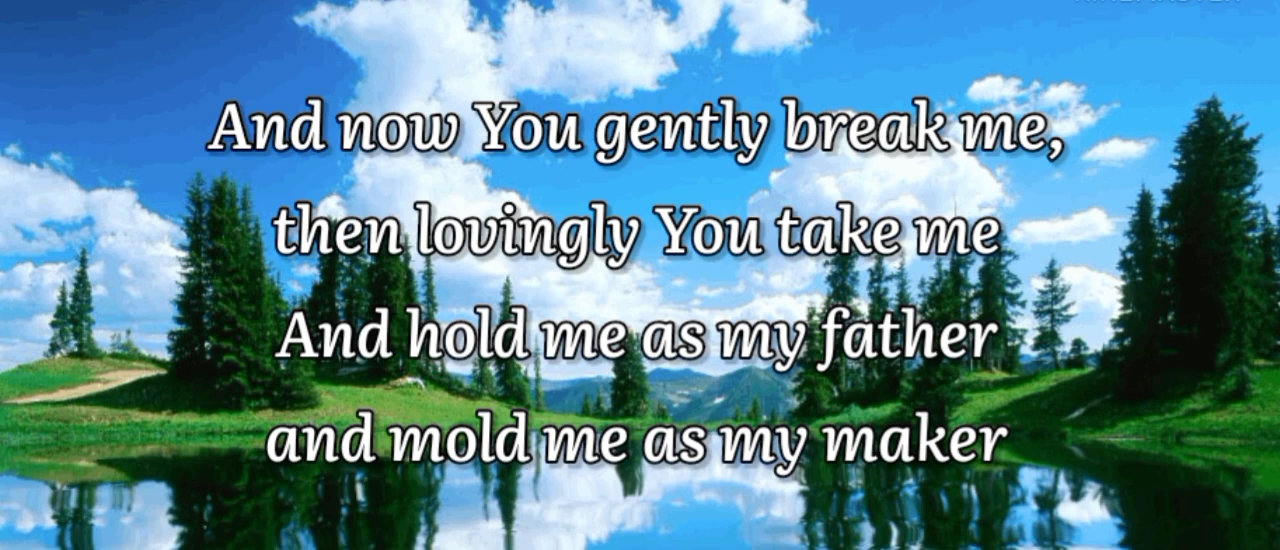 And now You gently break me,
then lovingly You take me
And hold me as my father
and mold me as my maker